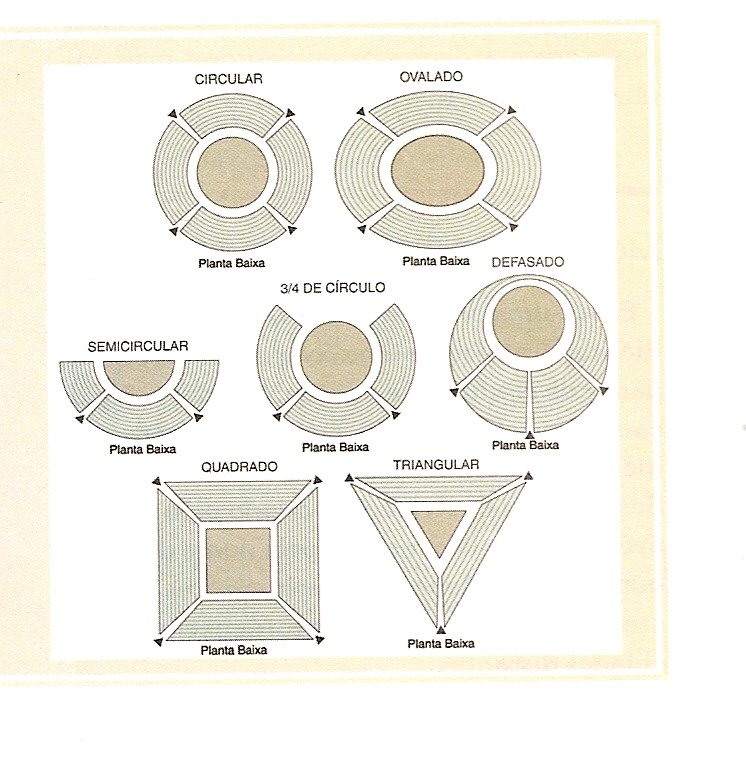 CIRCULAR
OVALADO
Planta Baixa
Planta Baixa
DEFASADO
3/4 DE CÍRCULO
SEMICIRCULAR
Planta Baixa
Planta Baixa
Planta Baixa
QUADRADO
TRIANGULAR
Planta Baixa
Planta Baixa